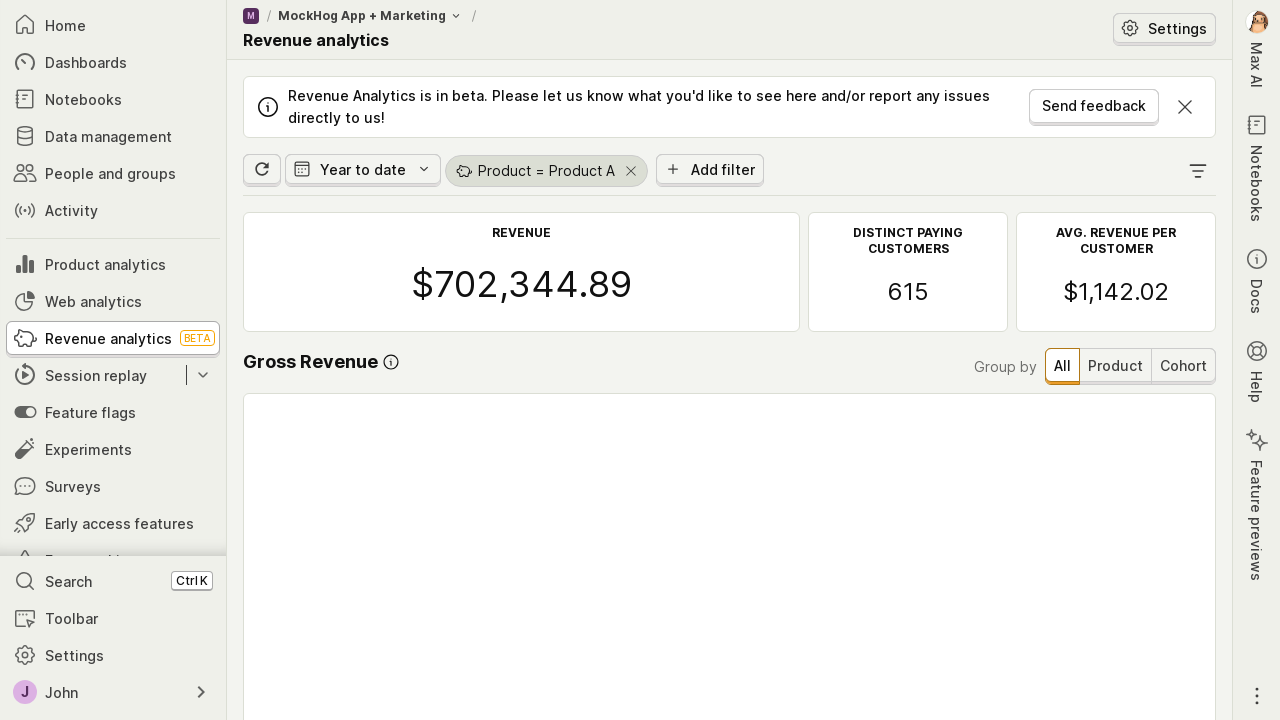 Home
Dashboards
Notebooks
Data management
People and groups
Activity
Product analytics
Web analytics
Revenue analytics BETA
Session replay
Feature flags
Experiments
Surveys
Early access features
Search Ctrl K
Toolbar
Settings
J John
M / MockHog App + Marketing /
Revenue analytics
Settings
Revenue Analytics is in beta. Please let us know what you'd like to see here and/or report any issues
directly to us!
Send feedback
Year to date
Product = Product A
Add filter
REVENUE
$702,344.89
DISTINCT PAYING
CUSTOMERS
615
AVG. REVENUE PER
CUSTOMER
$1,142.02
Gross Revenue
Group by All Product Cohort
Max AI
Notebooks
Docs
Help
Feature previews